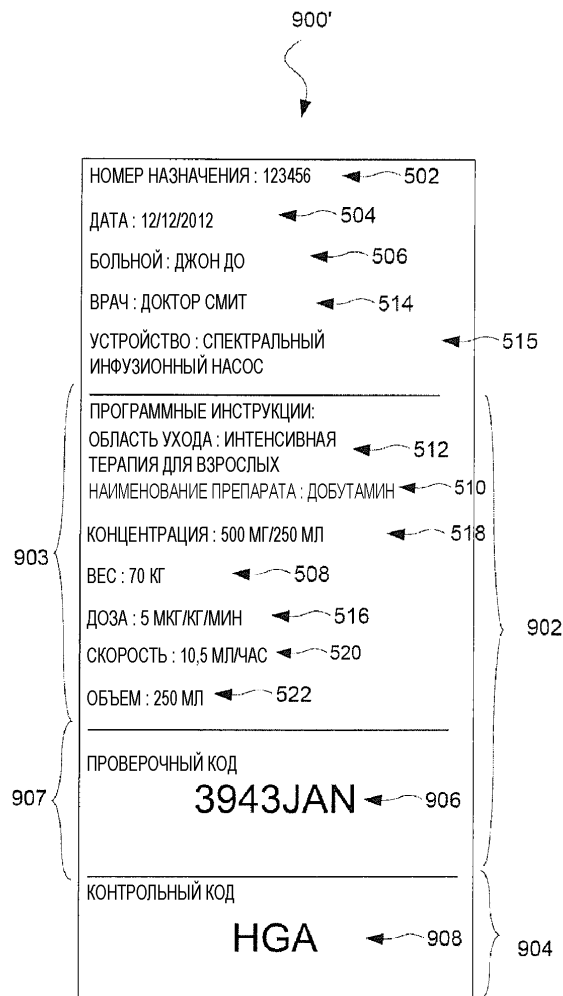 900'
НОМЕР НАЗНАЧЕНИЯ : 123456 502
ДАТА : 12/12/2012 504
БОЛЬНОЙ : ДЖОН ДО 506
ВРАЧ : ДОКТОР СМИТ 514
УСТРОЙСТВО : СПЕКТРАЛЬНЫЙ 515
ИНФУЗИОННЫЙ НАСОС
ПРОГРАММНЫЕ ИНСТРУКЦИИ:
ОБЛАСТЬ УХОДА : ИНТЕНСИВНАЯ 512
ТЕРАПИЯ ДЛЯ ВЗРОСЛЫХ
НАИМЕНОВАНИЕ ПРЕПАРАТА : ДОБУТАМИН 510
КОНЦЕНТРАЦИЯ : 500 МГ/250 МЛ 518
903
ВЕС : 70 КГ 508
ДОЗА : 5 МКГ/КГ/МИН 516
902
СКОРОСТЬ : 10,5 МЛ/ЧАС 520
ОБЪЕМ : 250 МЛ 522
ПРОВЕРОЧНЫЙ КОД
907
3943JAN 906
КОНТРОЛЬНЫЙ КОД
HGA 908
904